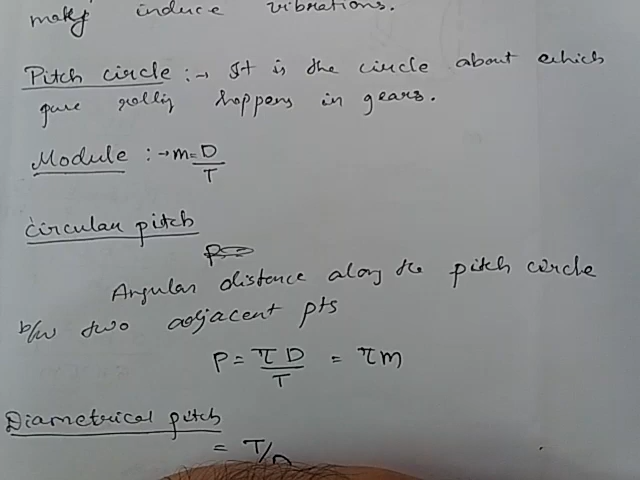 may induce vibrations.
Pitch circle :→ It is the circle about which
pure rolling happens in gears.
Module :→ m = D/T
Circular pitch
Angular distance along the pitch circle
b/w two adjacent pts
P = πD/T = πm
Diametrical pitch
= T/D